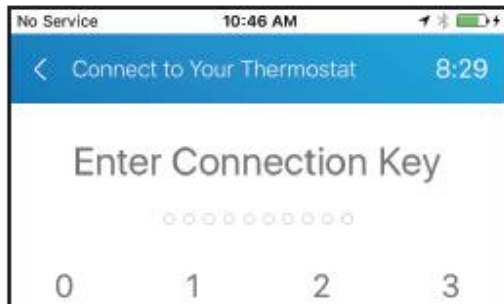 No Service 10:46 AM
< Connect to Your Thermostat 8:29
Enter Connection Key
0 1 2 3